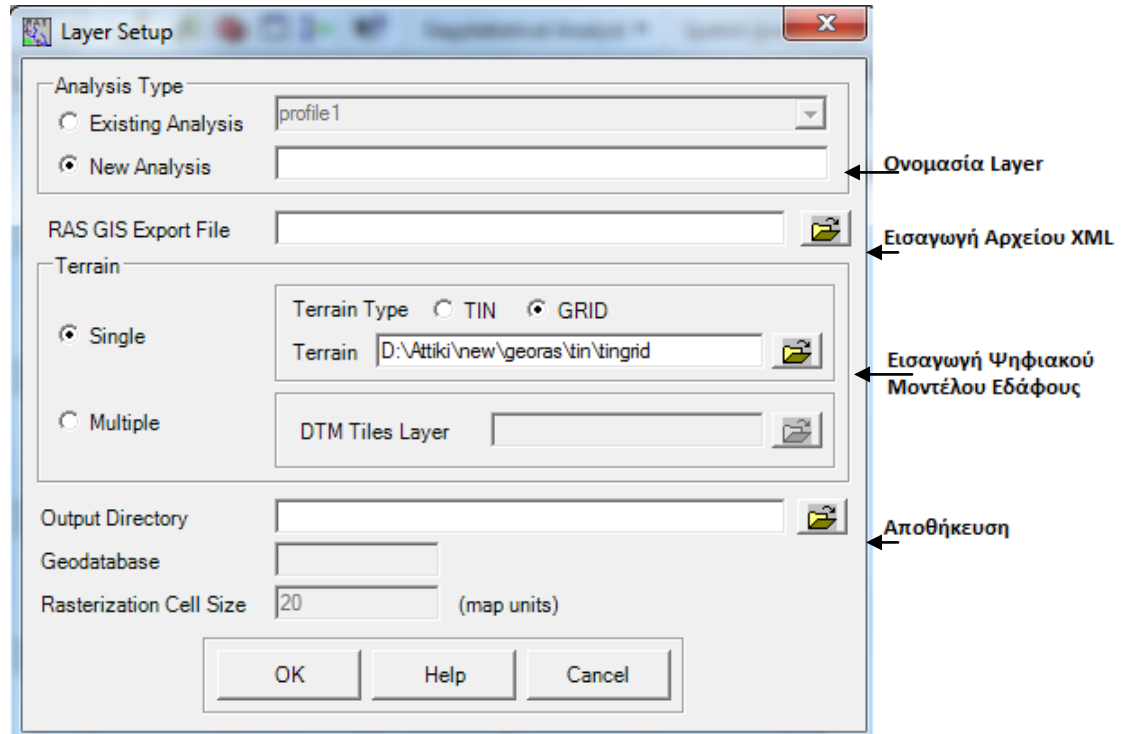 Layer Setup
Analysis Type
Existing Analysis
profile1
New Analysis
Ονομασία Layer
RAS GIS Export File
Εισαγωγή Αρχείου XML
Terrain
Single
Terrain Type TIN GRID
Terrain D:\Attiki\new\georas\tin\tingrid
Εισαγωγή Ψηφιακού
Μοντέλου Εδάφους
Multiple
DTM Tiles Layer
Output Directory
Αποθήκευση
Geodatabase
Rasterization Cell Size 20 (map units)
OK Help Cancel